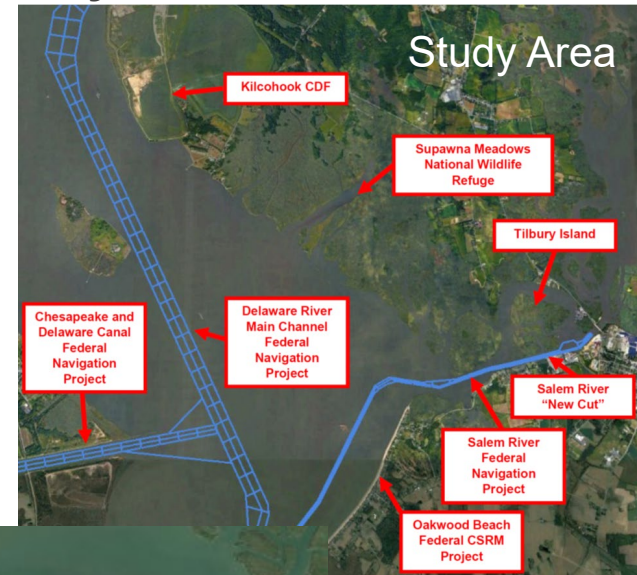 Study Area
Kilcohook CDF
Supawna Meadows
National Wildlife
Refuge
Tilbury Island
Chesapeake and
Delaware Canal
Federal
Navigation
Project
Delaware River
Main Channel
Federal
Navigation
Project
Salem River
“New Cut”
Salem River
Federal
Navigation
Project
Oakwood Beach
Federal CSRM
Project